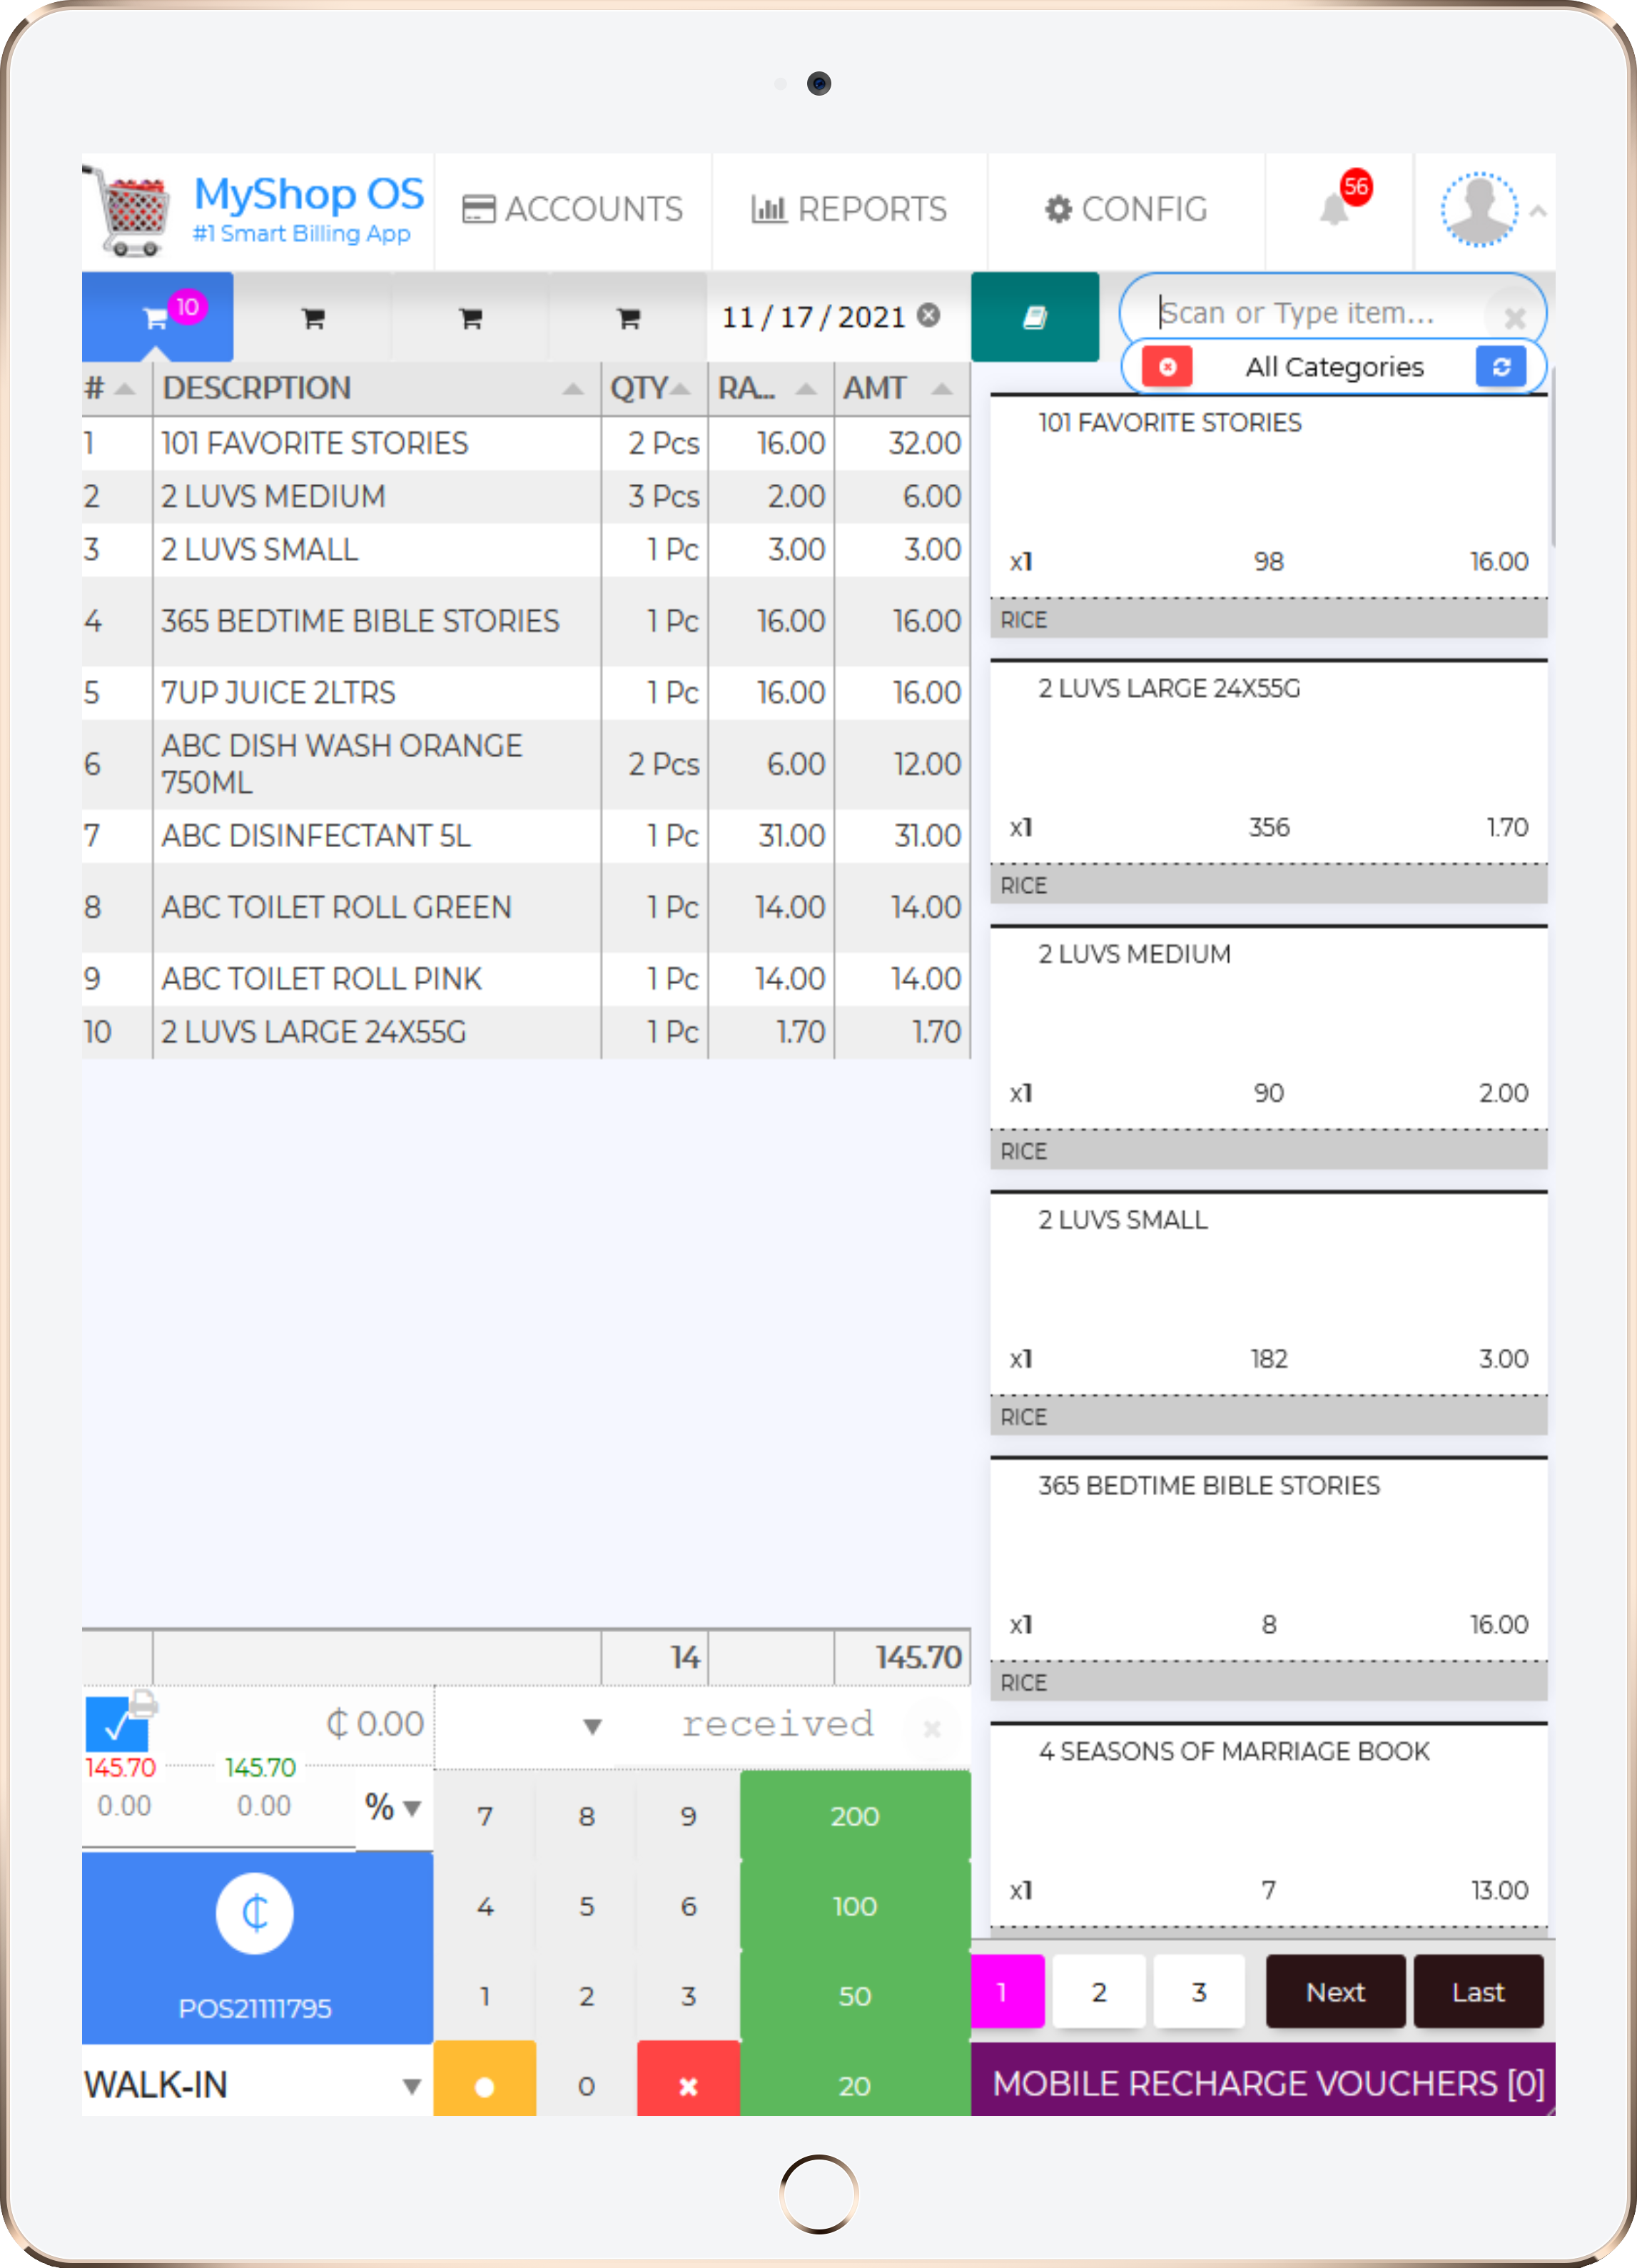 MyShop OS
#1 Smart Billing App
ACCOUNTS
REPORTS
CONFIG
56
10
11 / 17 / 2021
Scan or Type item...
All Categories
# DESCRPTION QTY RA... AMT
1 101 FAVORITE STORIES 2 Pcs 16.00 32.00
2 2 LUVS MEDIUM 3 Pcs 2.00 6.00
3 2 LUVS SMALL 1 Pc 3.00 3.00
4 365 BEDTIME BIBLE STORIES 1 Pc 16.00 16.00
5 7UP JUICE 2LTRS 1 Pc 16.00 16.00
6 ABC DISH WASH ORANGE
750ML 2 Pcs 6.00 12.00
7 ABC DISINFECTANT 5L 1 Pc 31.00 31.00
8 ABC TOILET ROLL GREEN 1 Pc 14.00 14.00
9 ABC TOILET ROLL PINK 1 Pc 14.00 14.00
10 2 LUVS LARGE 24X55G 1 Pc 1.70 1.70
14 145.70
₵ 0.00
received
145.70 145.70
0.00 0.00 %
₵
POS21111795
WALK-IN
7 8 9 200
4 5 6 100
1 2 3 50
0 20
101 FAVORITE STORIES
x1 98 16.00
RICE
2 LUVS LARGE 24X55G
x1 356 1.70
RICE
2 LUVS MEDIUM
x1 90 2.00
RICE
2 LUVS SMALL
x1 182 3.00
RICE
365 BEDTIME BIBLE STORIES
x1 8 16.00
RICE
4 SEASONS OF MARRIAGE BOOK
x1 7 13.00
1 2 3 Next Last
MOBILE RECHARGE VOUCHERS [0]